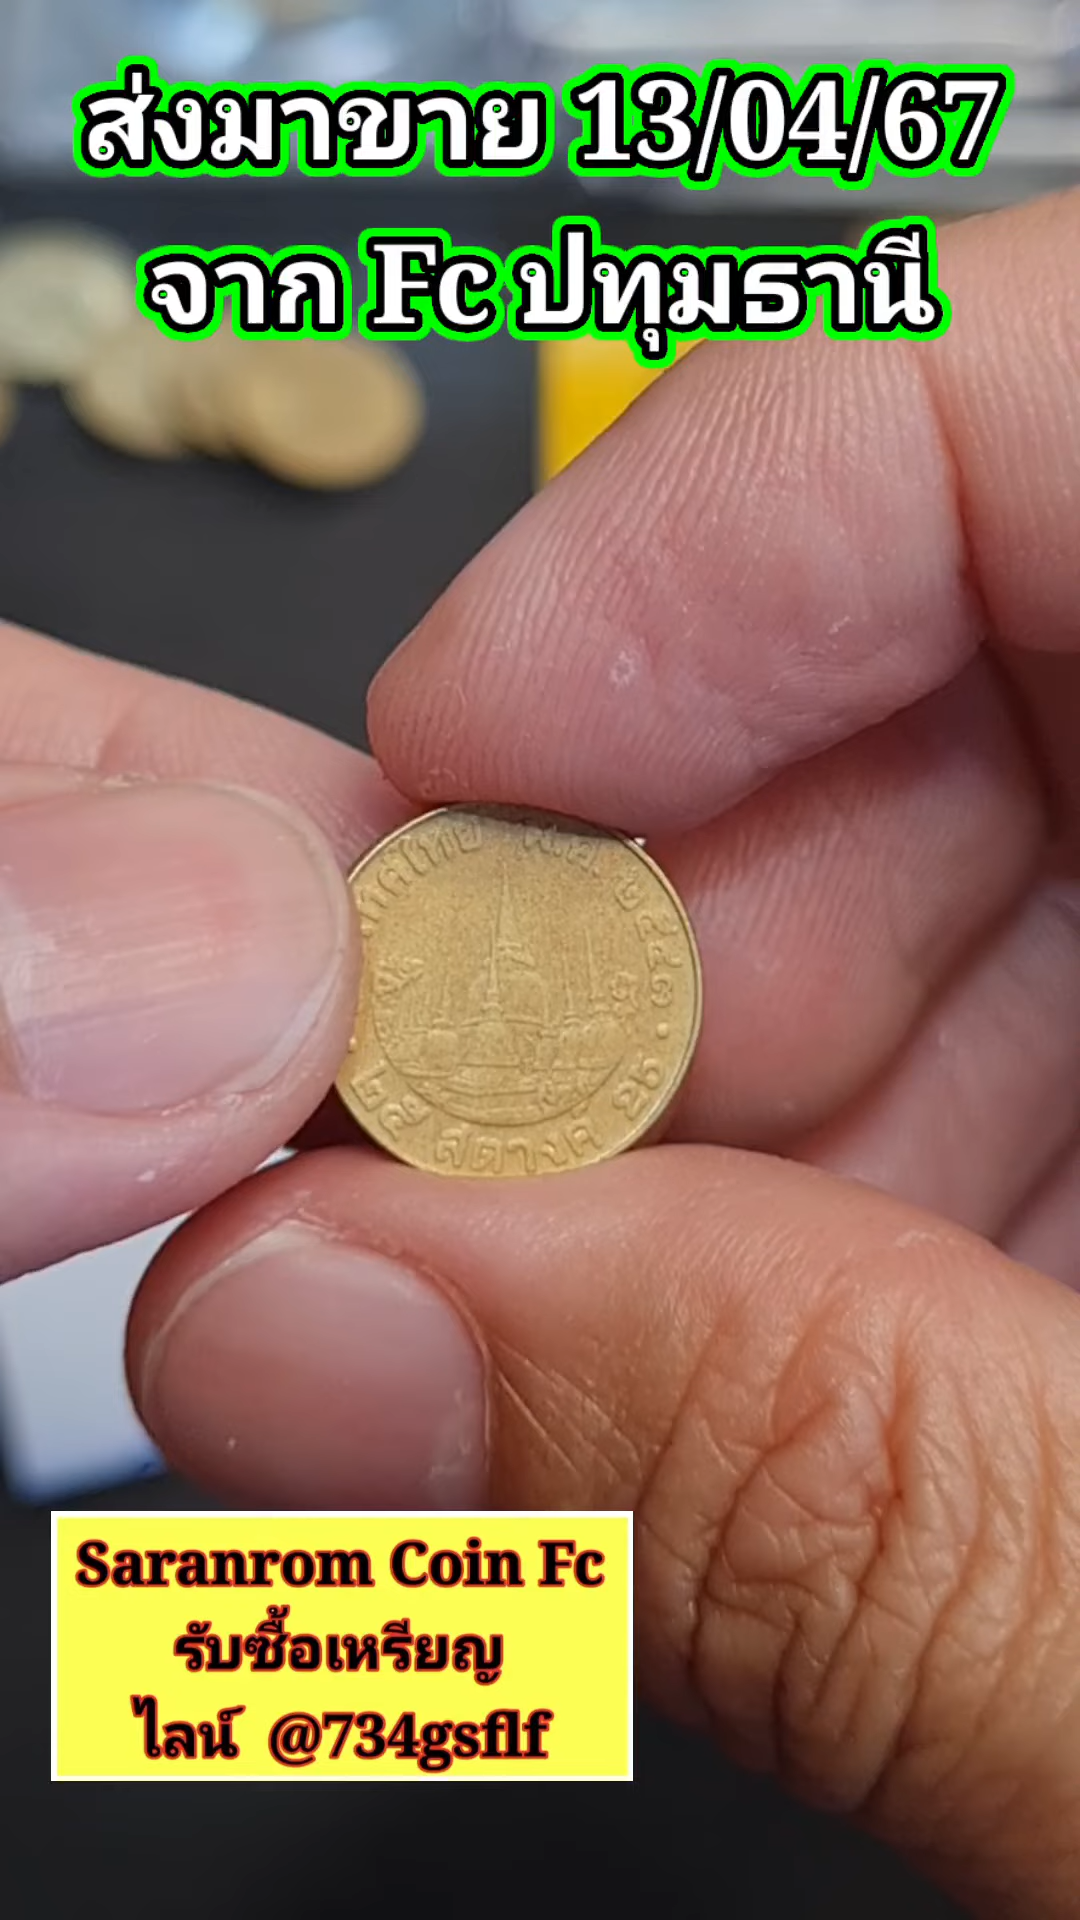 ส่งมาขาย 13/04/67
จาก Fc ปทุมธานี
๒๕ สตางค์
Saranrom Coin Fc
รับซื้อเหรียญ
ไลน์ @734gsflf